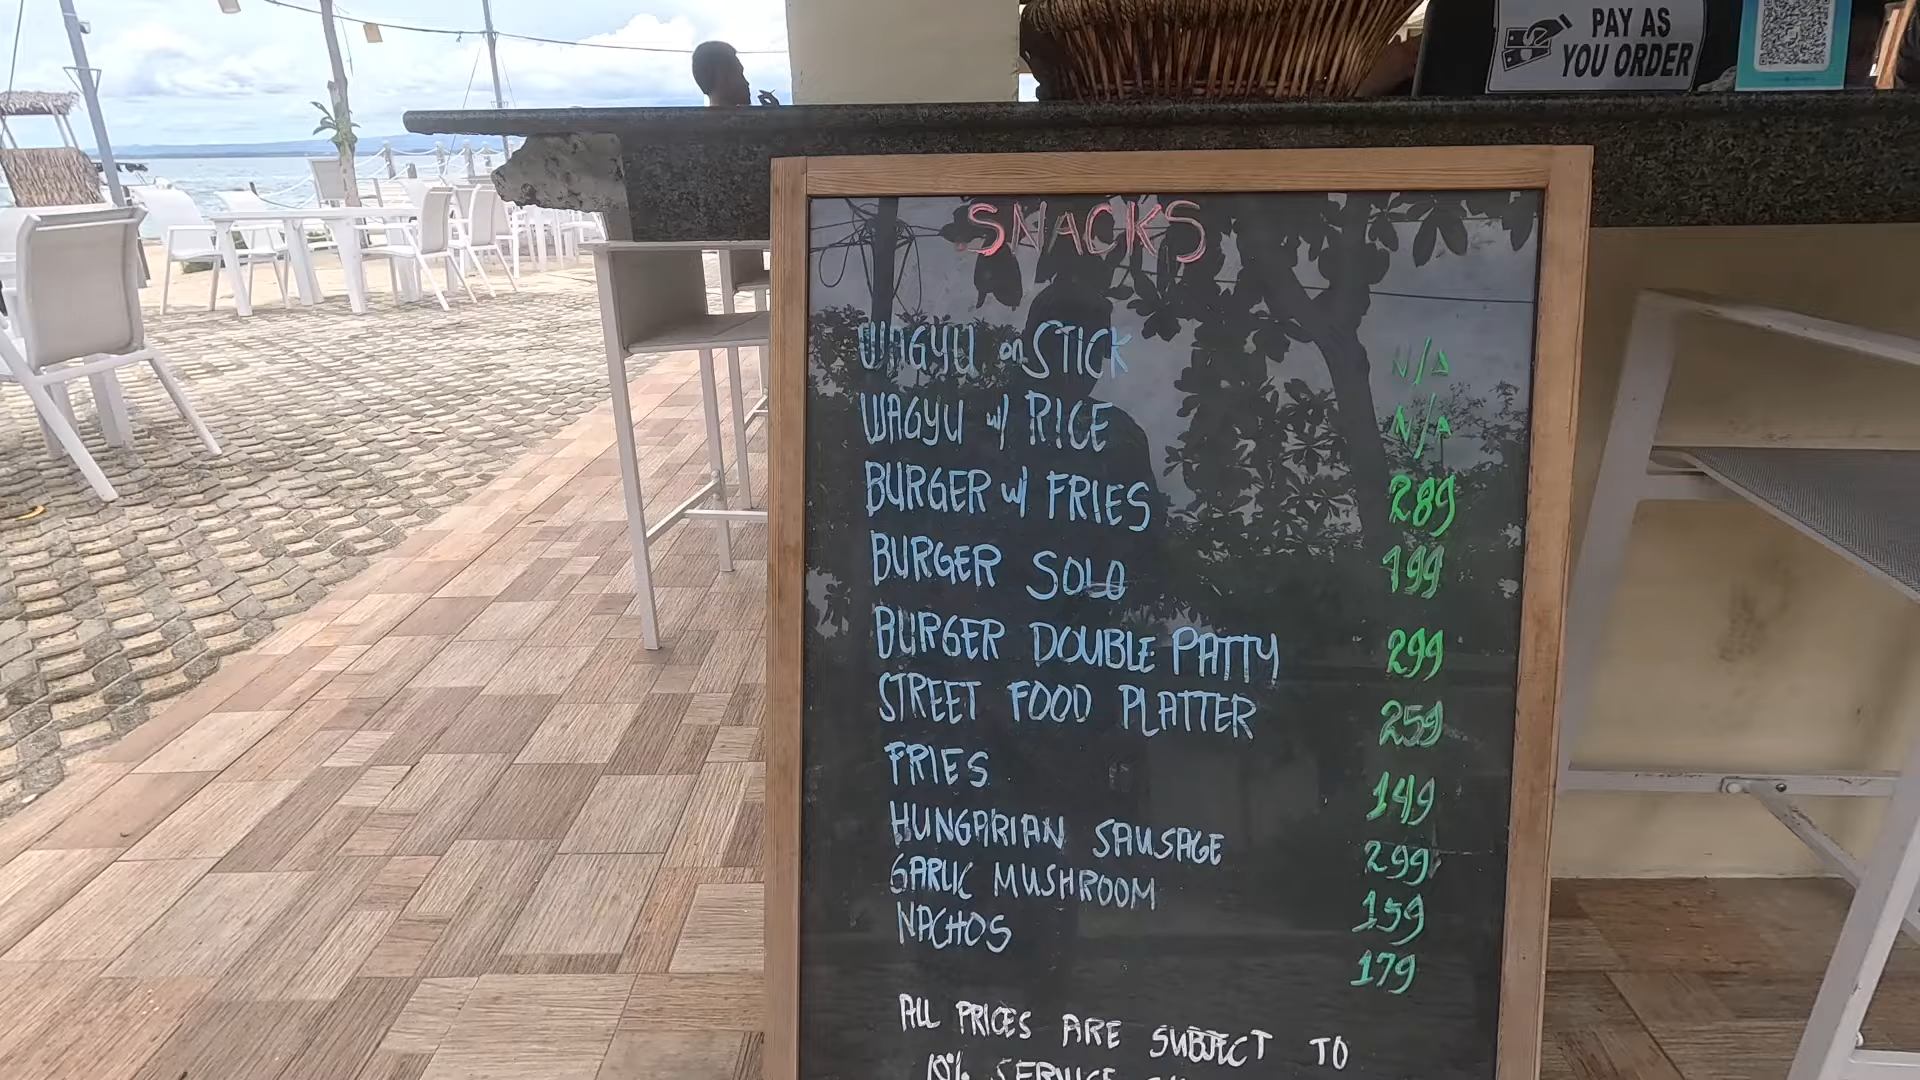 PAY AS
YOU ORDER
SNACKS
WAGYU on STICK N/A
WAGYU w/ RICE N/A
BURGER w/ FRIES 289
BURGER SOLO 199
BURGER DOUBLE PATTY 299
STREET FOOD PLATTER 259
FRIES 149
HUNGARIAN SAUSAGE 299
GARLIC MUSHROOM 159
NACHOS 179
ALL PRICES ARE SUBJECT TO
10% SERVICE